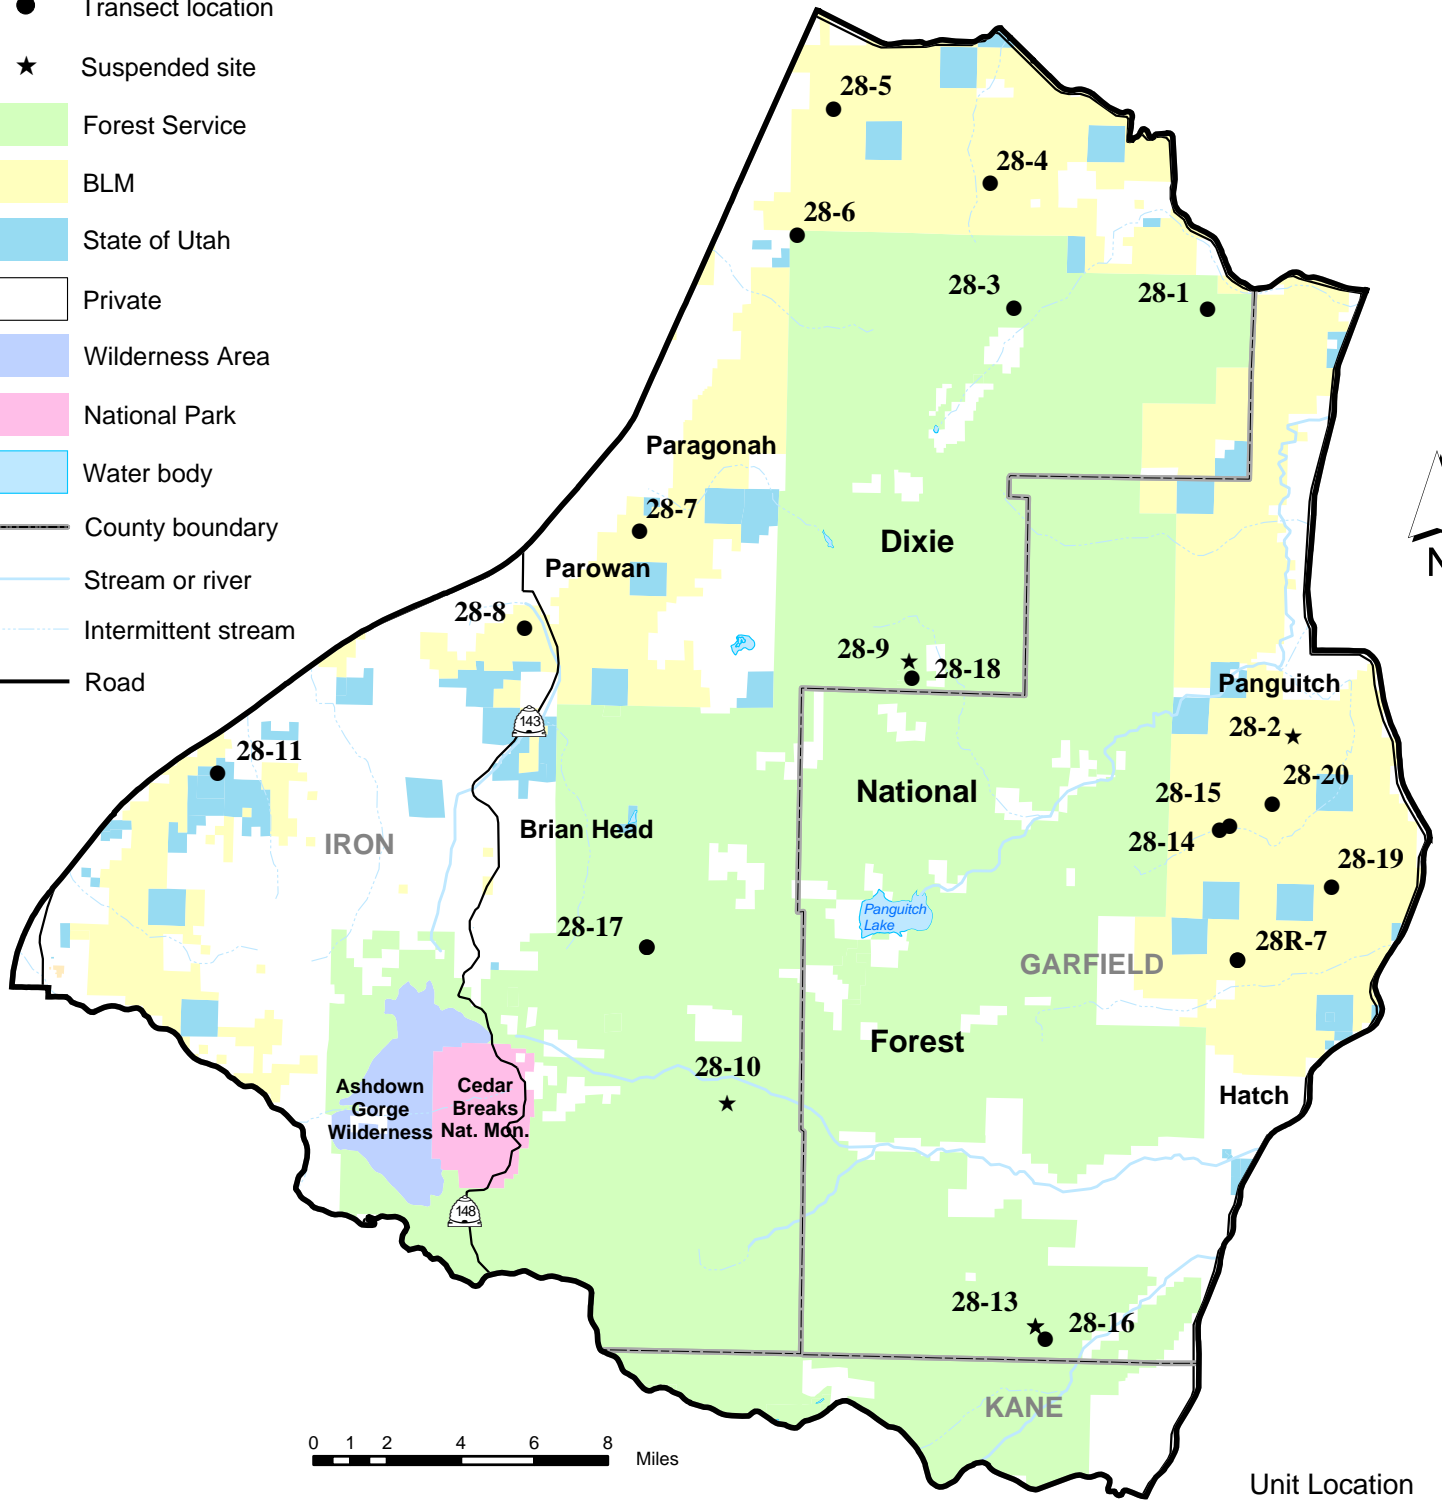 Transect location
Suspended site
Forest Service
BLM
State of Utah
Private
Wilderness Area
National Park
Water body
County boundary
Stream or river
Intermittent stream
Road
28-5
28-4
28-6
28-3
28-1
Paragonah
28-7
Dixie
Parowan
28-8
28-9
28-18
Panguitch
143
28-2
28-11
28-20
National
28-15
Brian Head
28-14
IRON
28-19
Panguitch
Lake
28-17
28R-7
GARFIELD
Forest
28-10
Ashdown
Gorge
Wilderness
Cedar
Breaks
Nat. Mon.
Hatch
148
28-13
28-16
KANE
0 1 2 4 6 8
Miles
Unit Location